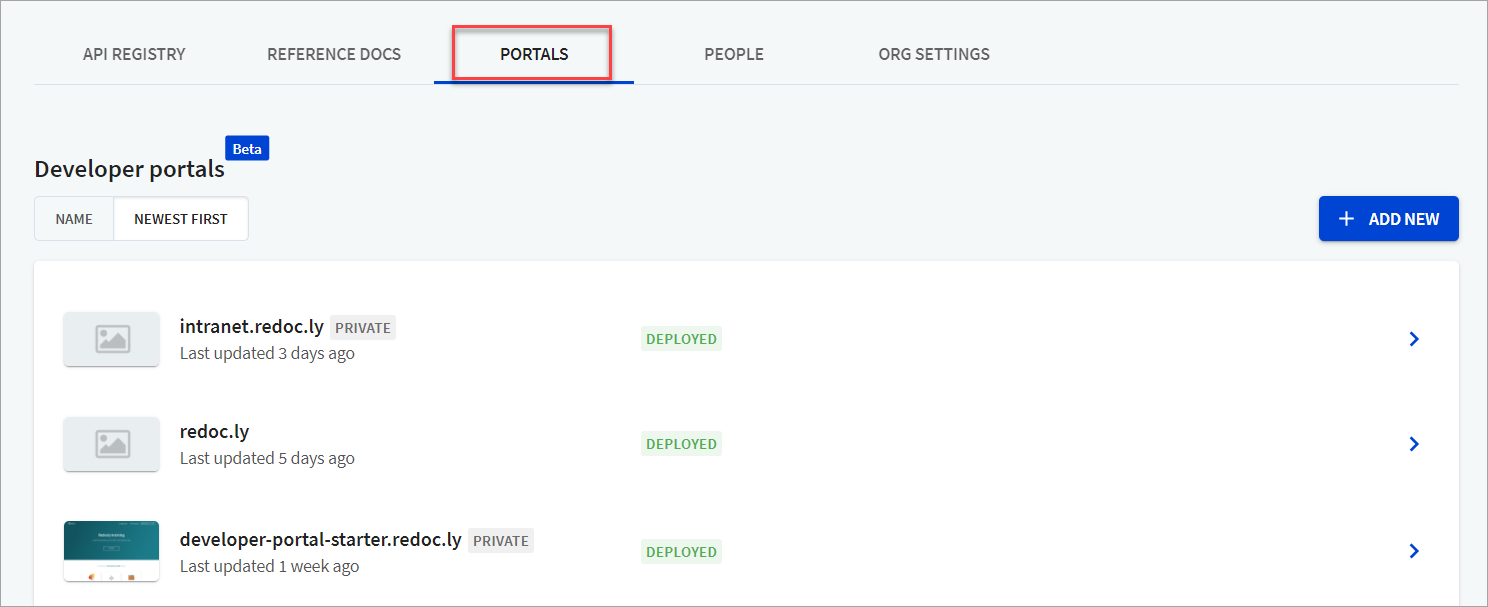 API REGISTRY REFERENCE DOCS PORTALS PEOPLE ORG SETTINGS
Developer portals Beta
NAME NEWEST FIRST + ADD NEW
intranet.redoc.ly PRIVATE
Last updated 3 days ago
DEPLOYED
redoc.ly
Last updated 5 days ago
DEPLOYED
developer-portal-starter.redoc.ly PRIVATE
Last updated 1 week ago
DEPLOYED